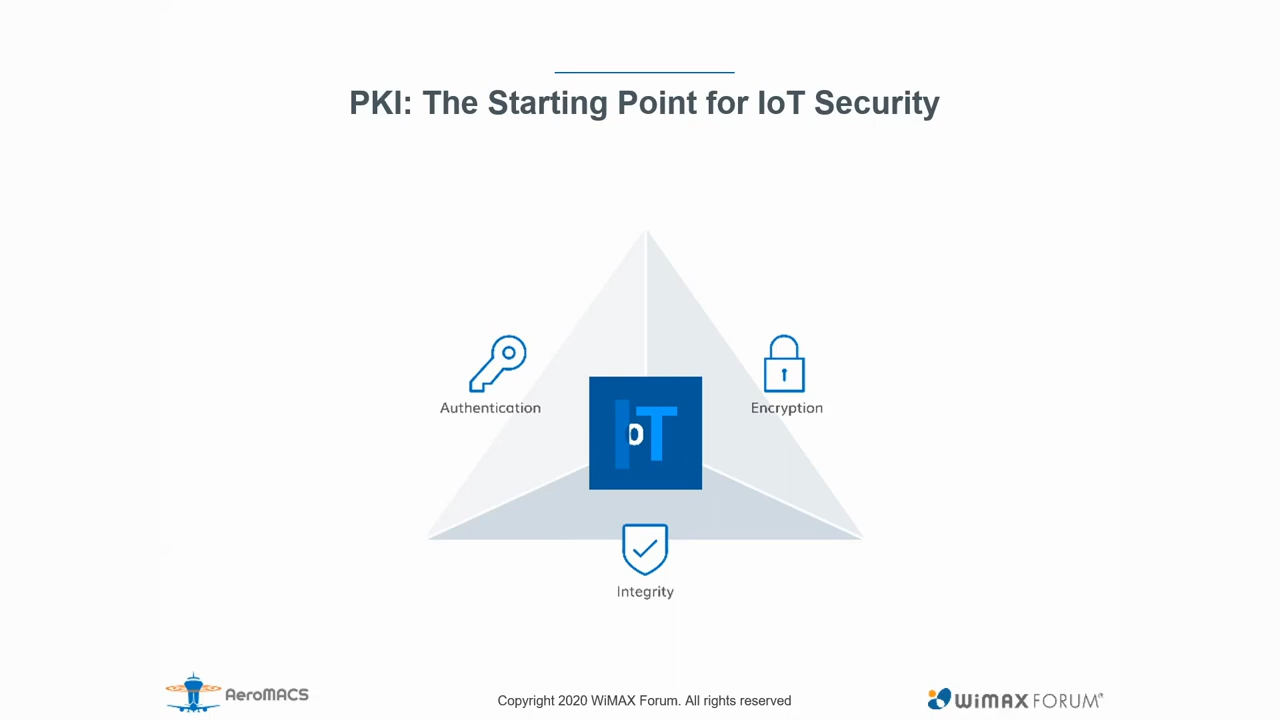 PKI: The Starting Point for IoT Security
Authentication
Encryption
IoT
Integrity
AeroMACS
Copyright 2020 WiMAX Forum. All rights reserved
WiMAX FORUM